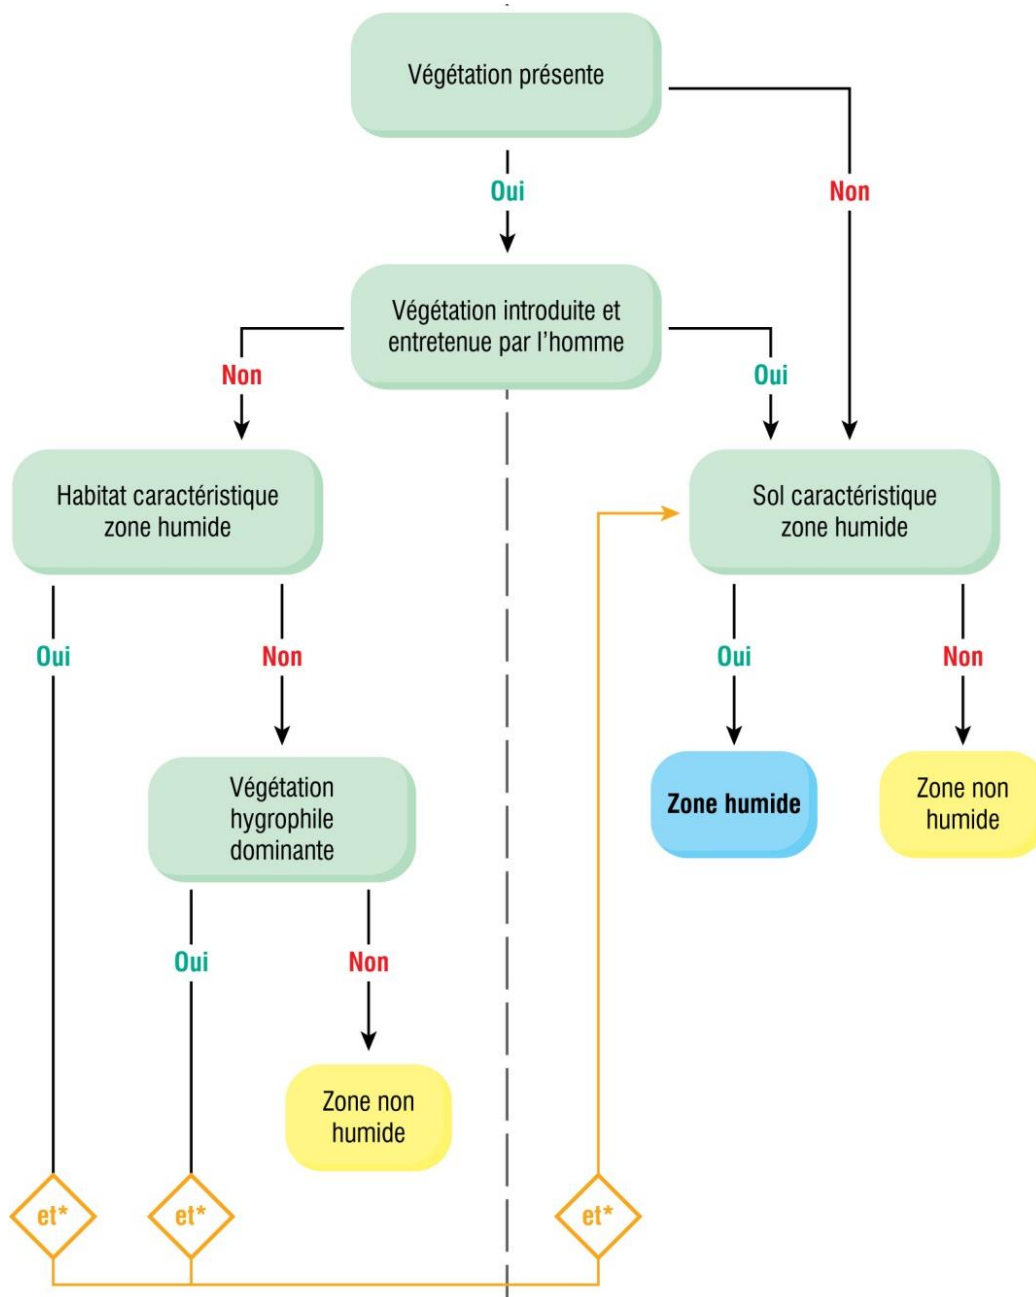 Végétation présente
Oui
Non
Végétation introduite et
entretenue par l'homme
Non
Oui
Habitat caractéristique
zone humide
Sol caractéristique
zone humide
Oui
Non
Oui
Non
Végétation
hygrophile
dominante
Zone humide
Zone non
humide
Oui
Non
Zone non
humide
et*
et*
et*